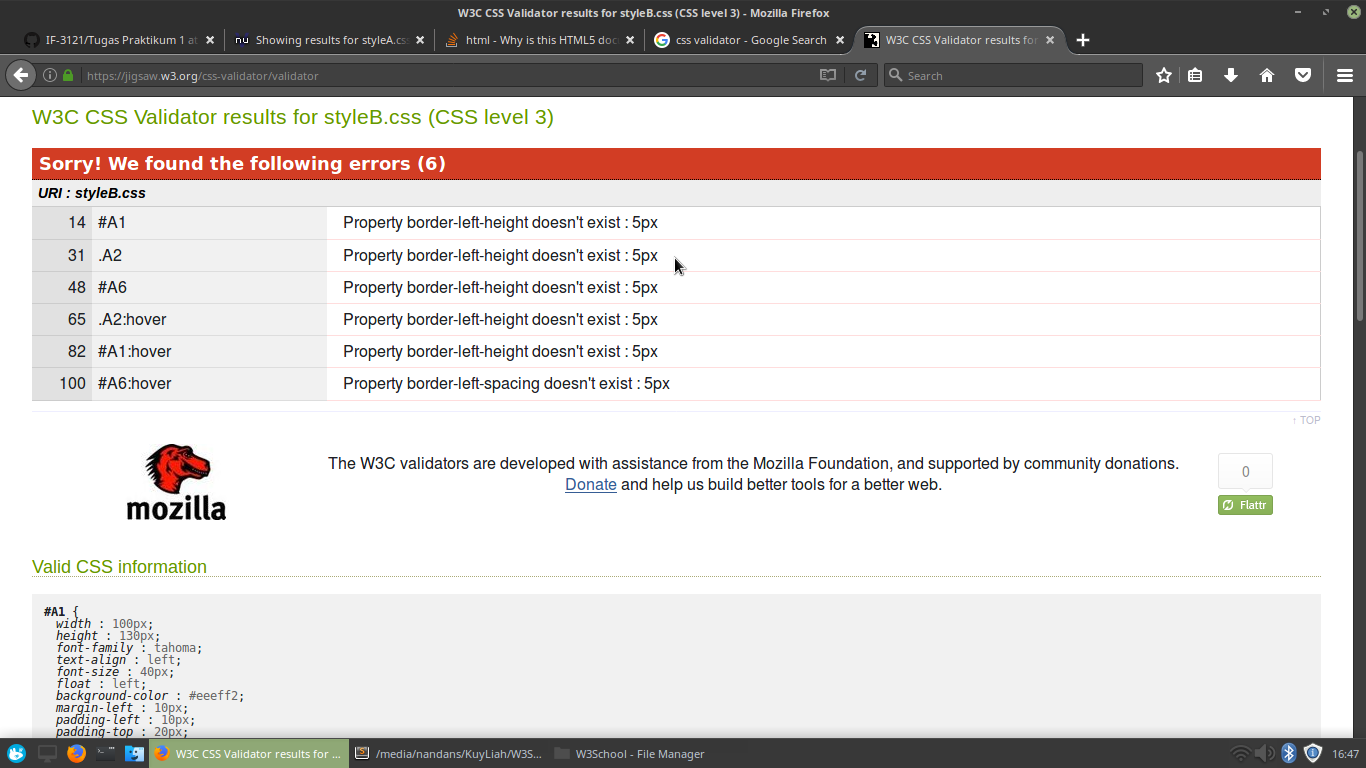 W3C CSS Validator results for styleB.css (CSS level 3) - Mozilla Firefox
IF-3121/Tugas Praktikum 1 at
nu Showing results for styleA.cs
html - Why is this HTML5 doc
css validator - Google Search
W3C CSS Validator results for
https://jigsaw.w3.org/css-validator/validator
Search
W3C CSS Validator results for styleB.css (CSS level 3)
Sorry! We found the following errors (6)
URI : styleB.css
14 #A1 Property border-left-height doesn't exist : 5px
31 .A2 Property border-left-height doesn't exist : 5px
48 #A6 Property border-left-height doesn't exist : 5px
65 .A2:hover Property border-left-height doesn't exist : 5px
82 #A1:hover Property border-left-height doesn't exist : 5px
100 #A6:hover Property border-left-spacing doesn't exist : 5px
↑ TOP
mozilla
The W3C validators are developed with assistance from the Mozilla Foundation, and supported by community donations.
Donate and help us build better tools for a better web.
0
Flattr
Valid CSS information
#A1 {
width : 100px;
height : 130px;
font-family : tahoma;
text-align : left;
font-size : 40px;
float : left;
background-color : #eeeff2;
margin-left : 10px;
padding-left : 10px;
padding-top : 20px;
W3C CSS Validator results for ...
/media/nandans/KuyLiah/W3S...
W3School - File Manager
16:47